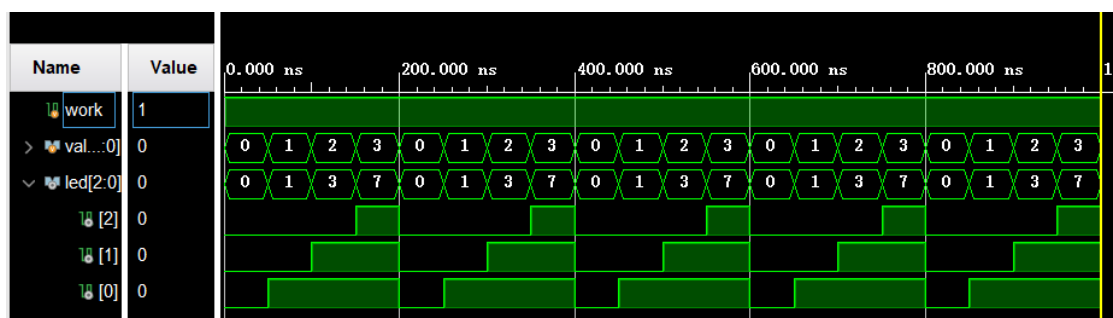 Name Value 0.000 ns 200.000 ns 400.000 ns 600.000 ns 800.000 ns 1
work 1
val...:0] 0 0 1 2 3 0 1 2 3 0 1 2 3 0 1 2 3 0 1 2 3
led[2:0] 0 0 1 3 7 0 1 3 7 0 1 3 7 0 1 3 7 0 1 3 7
[2] 0
[1] 0
[0] 0